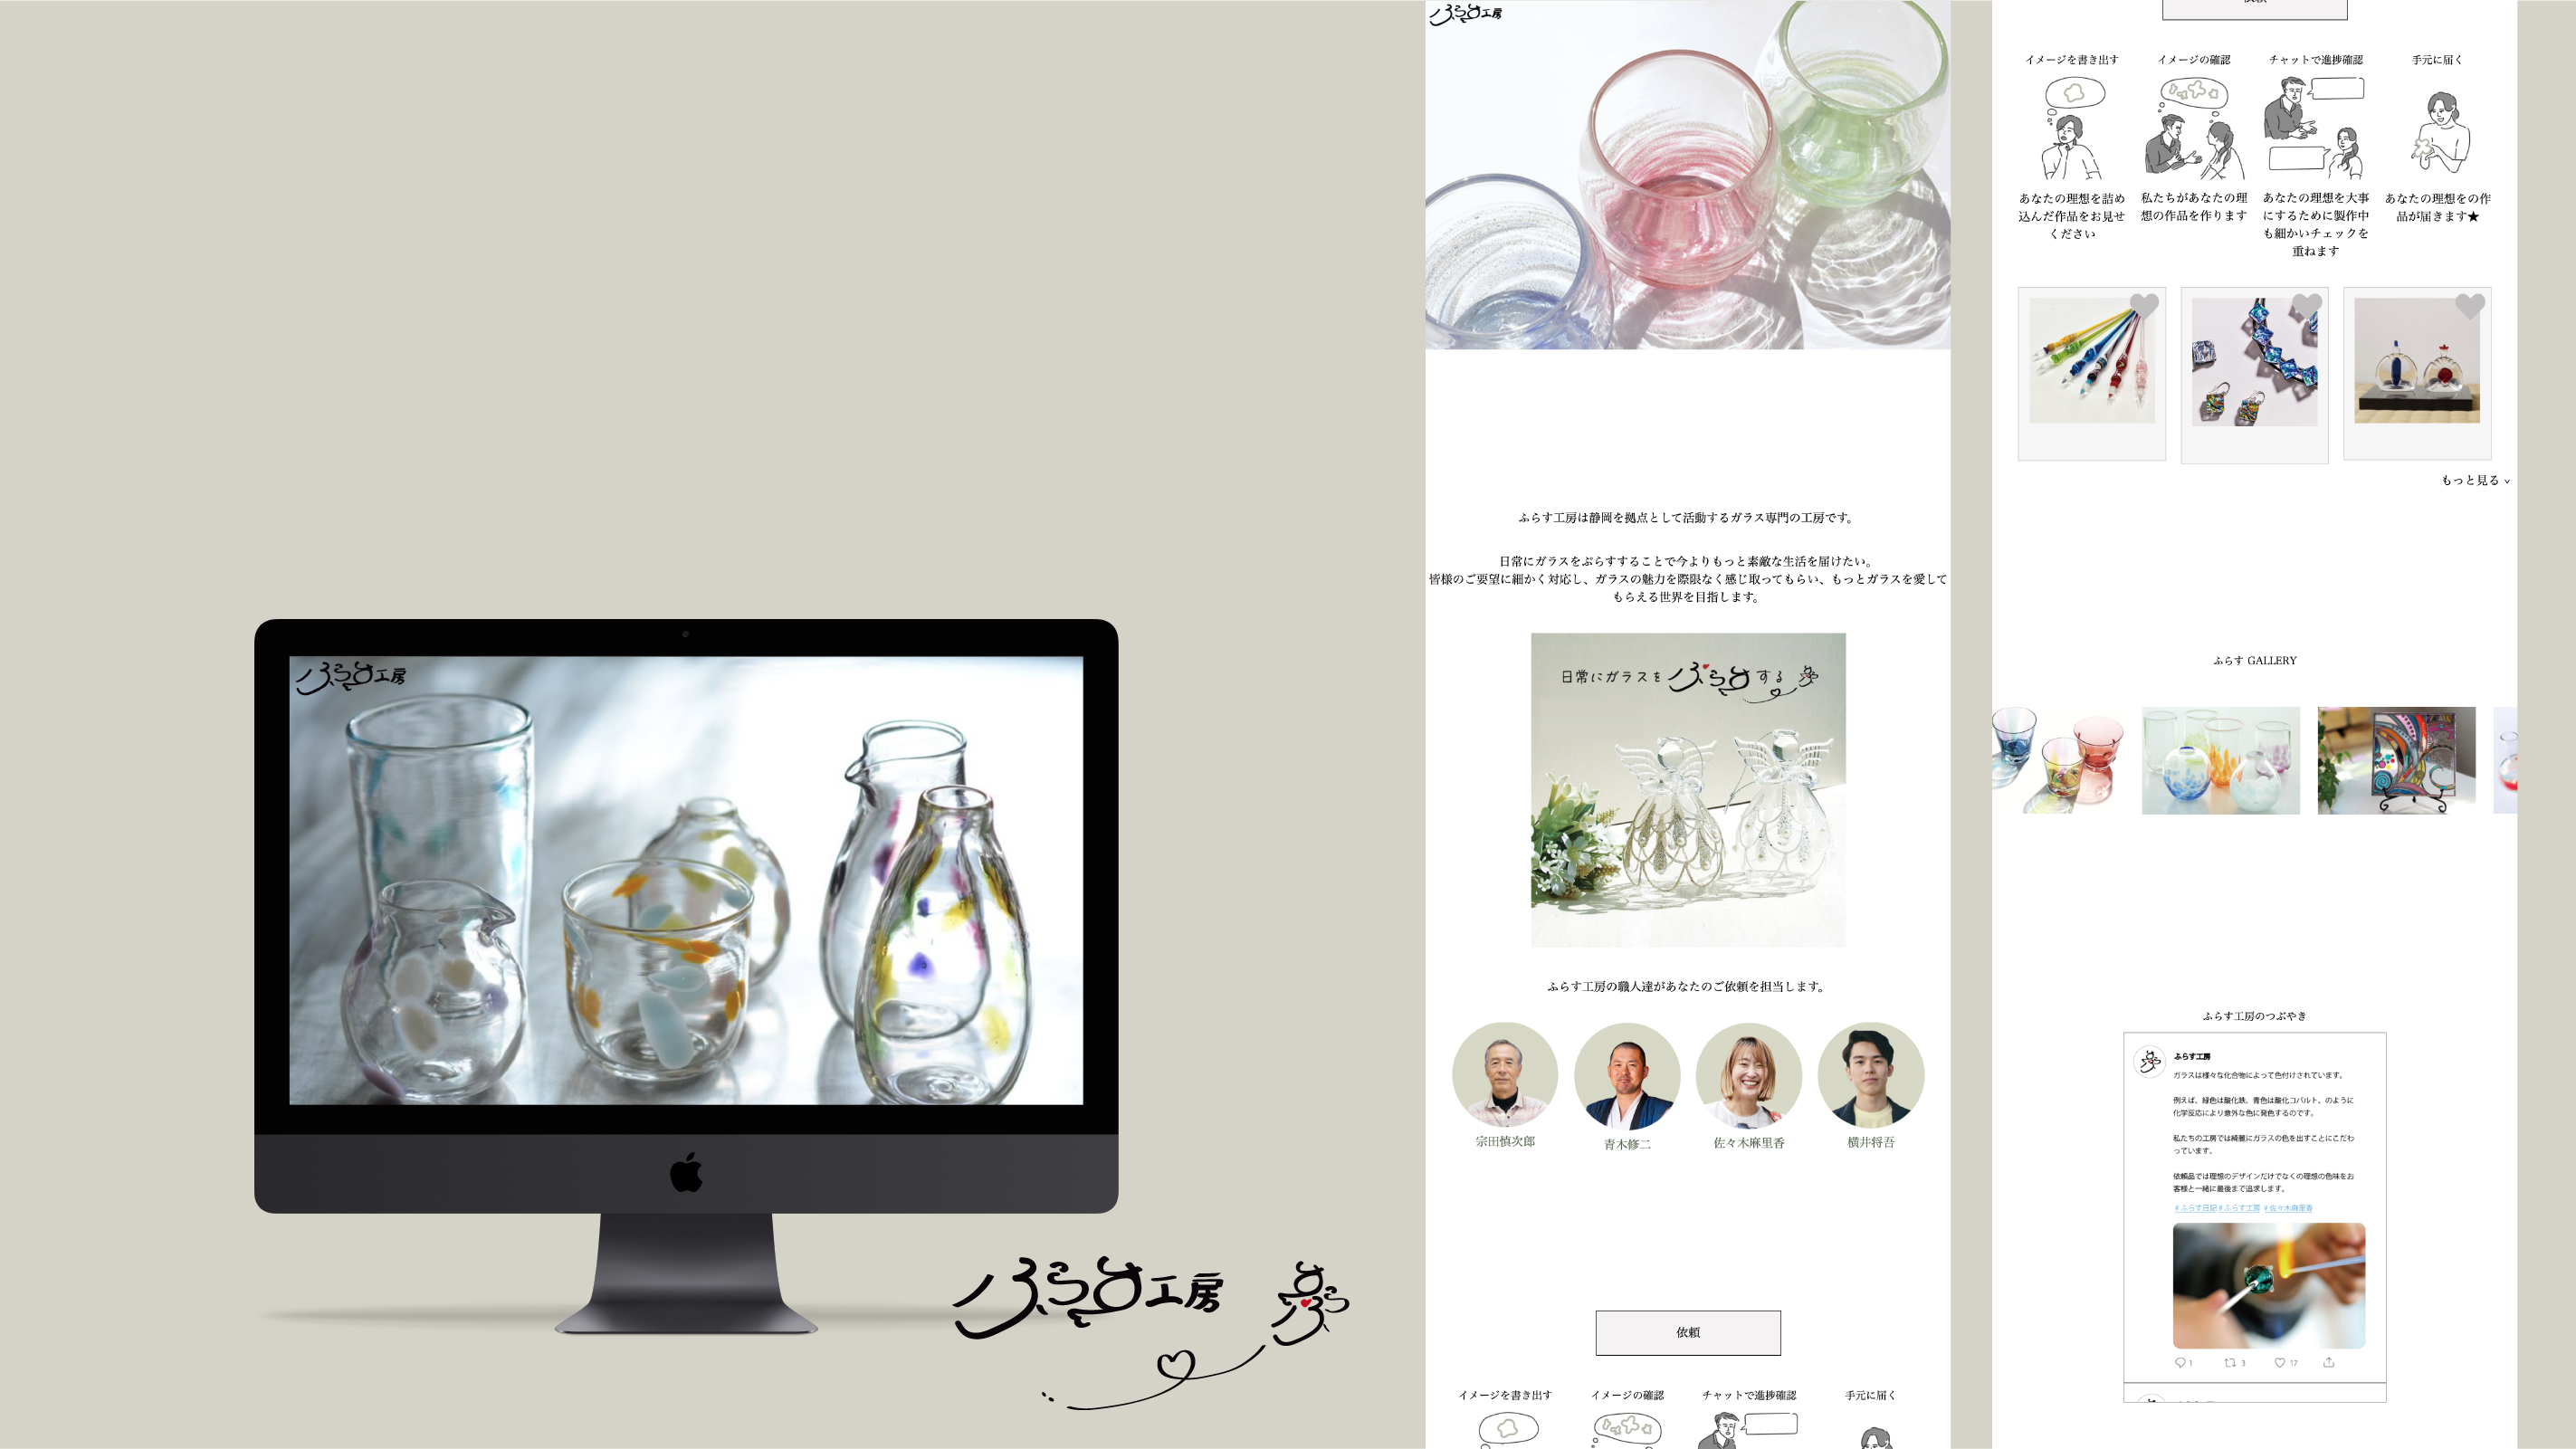 ふらす工房
ふらす工房
ふらす工房
ふらす工房は静岡を拠点として活動するガラス専門の工房です。
日常にガラスをぷらすすることで今よりもっと素敵な生活を届けたい。
皆様のご要望に細かく対応し、ガラスの魅力を際限なく感じ取ってもらい、もっとガラスを愛して
もらえる世界を目指します。
日常にガラスをぷらすする
ふらす工房の職人達があなたのご依頼を担当します。
宗田慎次郎
青木修二
佐々木麻里香
横井将吾
依頼
イメージを書き出す
イメージの確認
チャットで進捗確認
手元に届く
イメージを書き出す
イメージの確認
チャットで進捗確認
手元に届く
あなたの理想を詰め
込んだ作品をお見せ
ください
私たちがあなたの理
想の作品を作ります
あなたの理想を大事
にするために製作中
も細かいチェックを
重ねます
あなたの理想をの作
品が届きます★
もっと見る
ふらす GALLERY
ふらす工房のつぶやき
ふらす工房
ガラスは様々な化合物によって色付けされています。
例えば、緑色は酸化鉄、青色は酸化コバルト、のように
化学反応により意外な色に発色するのです。
私たちの工房では綺麗にガラスの色を出すことにこだわ
っています。
依頼品では理想のデザインだけでなくの理想の色味をお
客様と一緒に最後まで追求します。
#ふらす日記 #ふらす工房 #佐々木麻里香
1 3 17